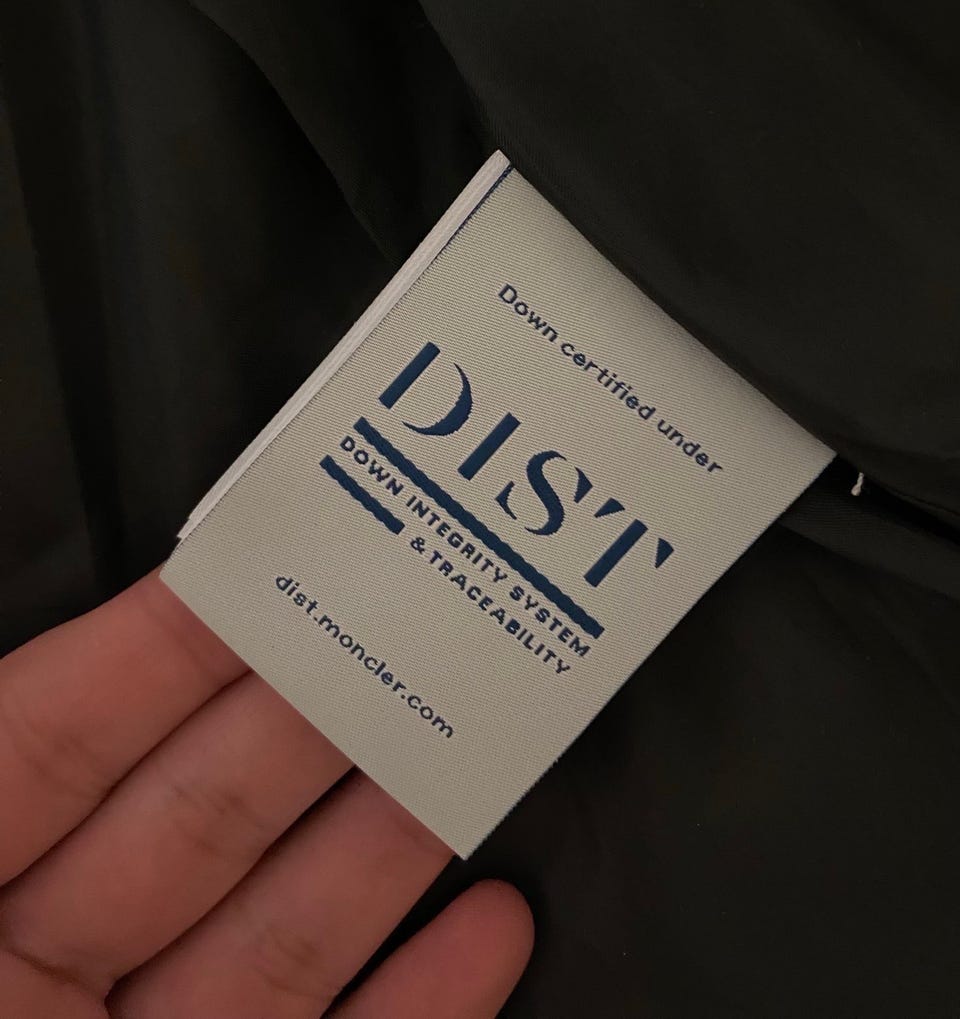 Down certified under
DIST
DOWN INTEGRITY SYSTEM
& TRACEABILITY
dist.moncler.com